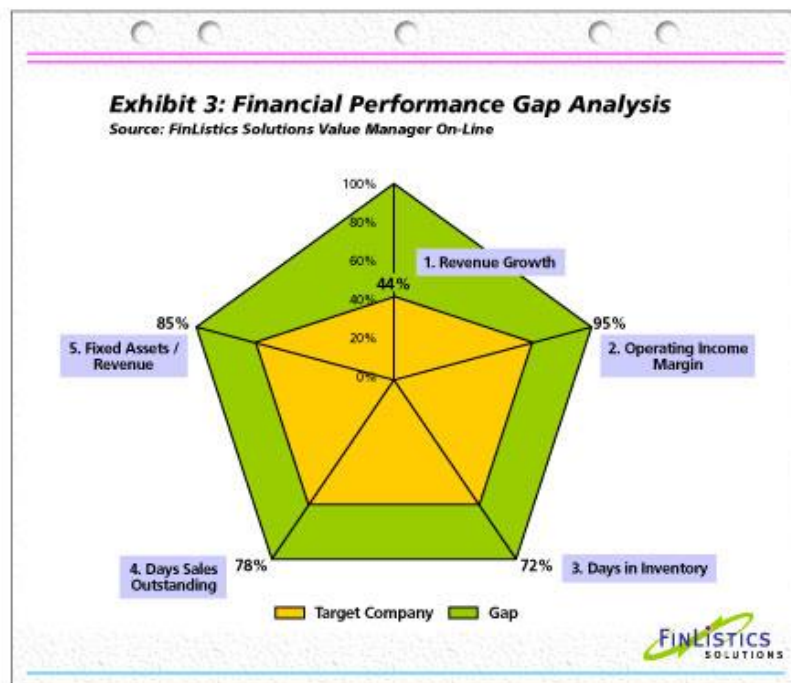 Exhibit 3: Financial Performance Gap Analysis
Source: FinListics Solutions Value Manager On-Line
100%
80%
60%
40%
20%
0%
1. Revenue Growth
44%
95%
2. Operating Income
Margin
72%
3. Days in Inventory
78%
4. Days Sales
Outstanding
85%
5. Fixed Assets /
Revenue
Target Company
Gap
FINLISTICS
SOLUTIONS